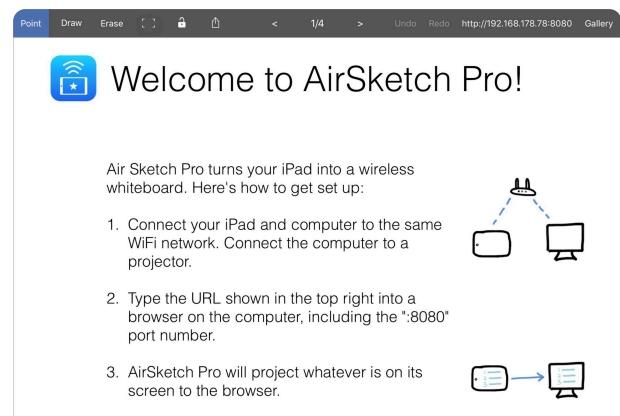 Point Draw Erase < 1/4 > Undo Redo http://192.168.178.78:8080 Gallery
Welcome to AirSketch Pro!
Air Sketch Pro turns your iPad into a wireless
whiteboard. Here's how to get set up:
1. Connect your iPad and computer to the same
WiFi network. Connect the computer to a
projector.
2. Type the URL shown in the top right into a
browser on the computer, including the ":8080"
port number.
3. AirSketch Pro will project whatever is on its
screen to the browser.